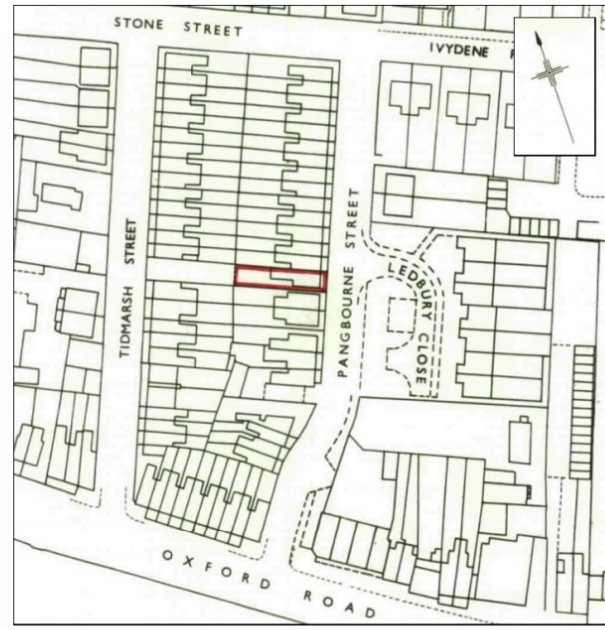 STONE STREET
IVYDENE
TIDMARSH STREET
PANGBOURNE STREET
LEDBURY CLOSE
OXFORD ROAD